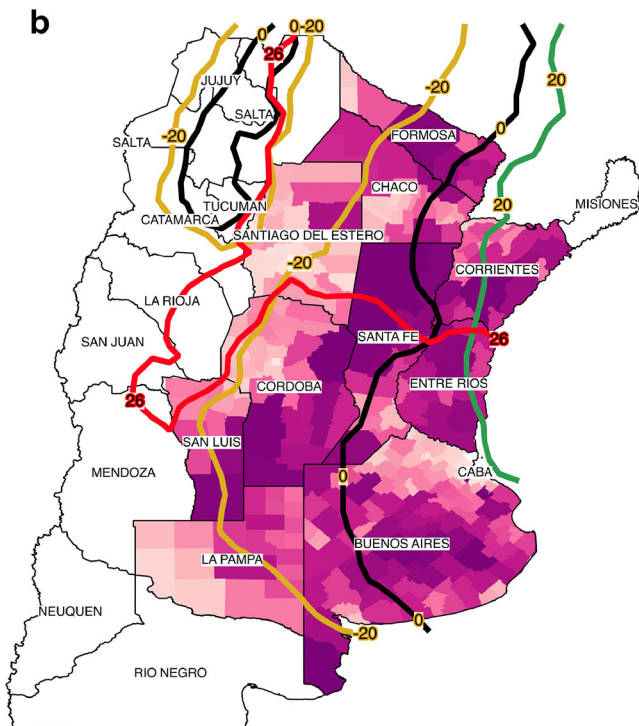 b
0
0-20
26
-20
0
20
JUJUY
SALTA
20
FORMOSA
-20
SALTA
CHACO
MISIONES
TUCUMAN
20
CATAMARCA
SANTIAGO DEL ESTERO
-20
CORRIENTES
LA RIOJA
SANTA FE
26
SAN JUAN
CORDOBA
ENTRE RIOS
26
SAN LUIS
MENDOZA
0
CABA
BUENOS AIRES
LA PAMPA
NEUQUEN
0
-20
RIO NEGRO